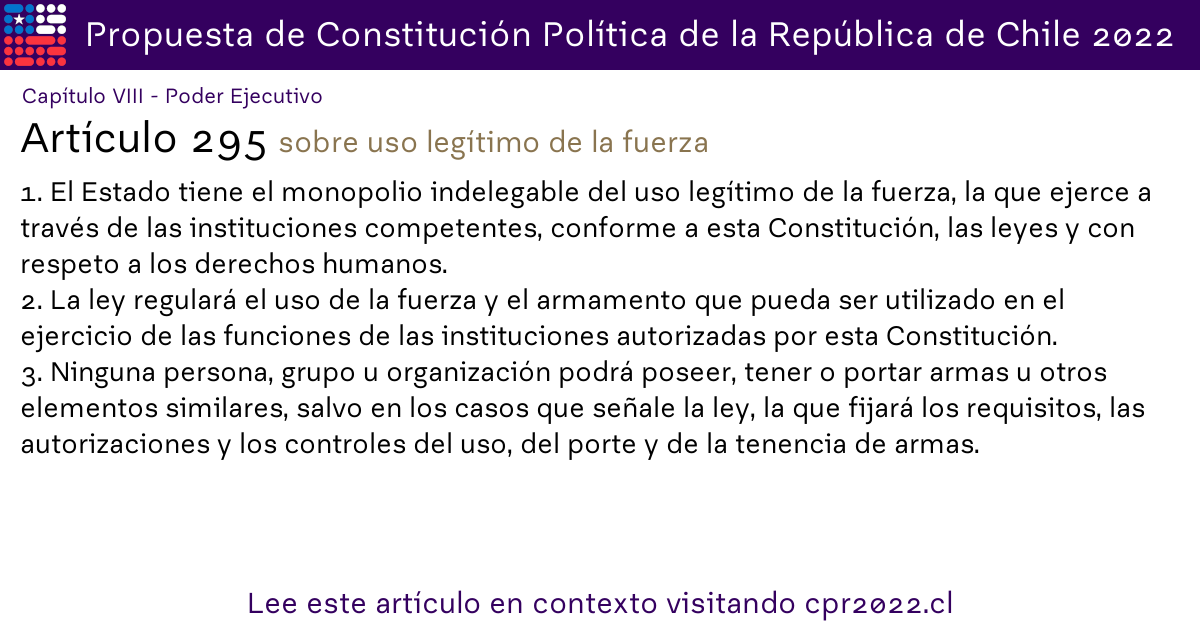 Propuesta de Constitución Política de la República de Chile 2022
Capítulo VIII - Poder Ejecutivo
Artículo 295 sobre uso legítimo de la fuerza
1. El Estado tiene el monopolio indelegable del uso legítimo de la fuerza, la que ejerce a
través de las instituciones competentes, conforme a esta Constitución, las leyes y con
respeto a los derechos humanos.
2. La ley regulará el uso de la fuerza y el armamento que pueda ser utilizado en el
ejercicio de las funciones de las instituciones autorizadas por esta Constitución.
3. Ninguna persona, grupo u organización podrá poseer, tener o portar armas u otros
elementos similares, salvo en los casos que señale la ley, la que fijará los requisitos, las
autorizaciones y los controles del uso, del porte y de la tenencia de armas.
Lee este artículo en contexto visitando cpr2022.cl